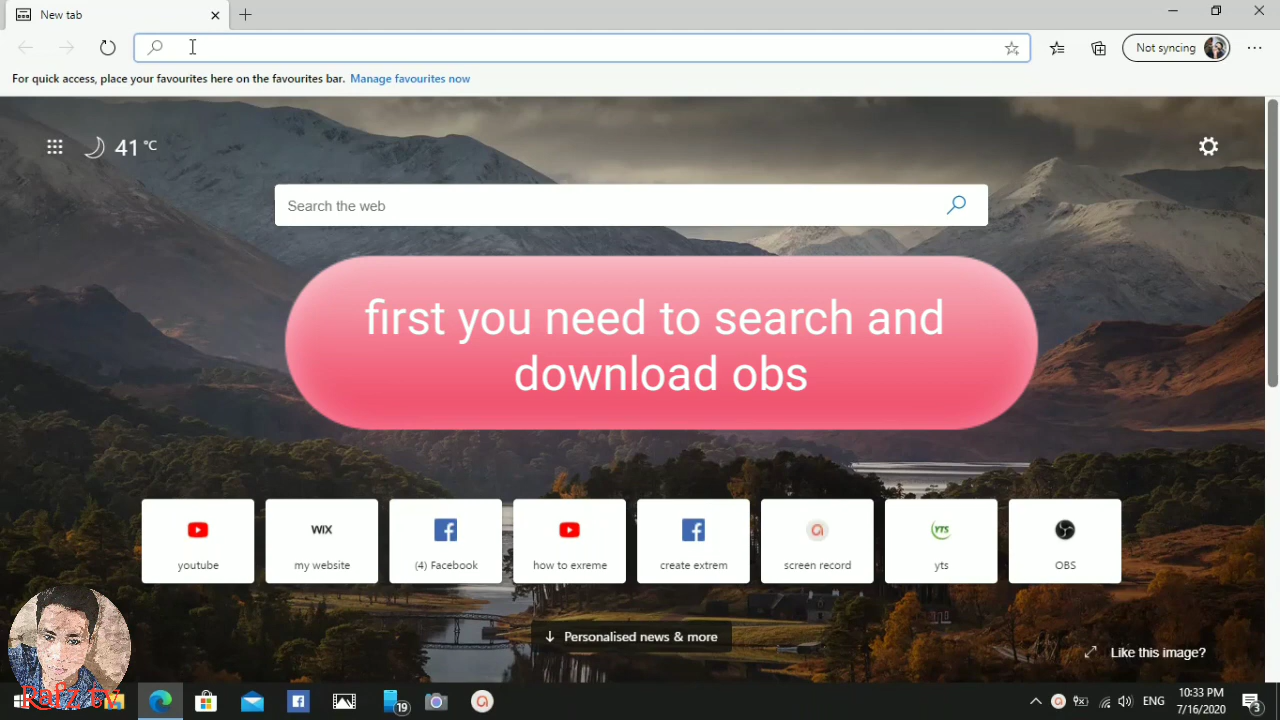 New tab
Not syncing
For quick access, place your favourites here on the favourites bar. Manage favourites now
41 °C
Search the web
first you need to search and
download obs
WIX
YTS
youtube
my website
(4) Facebook
how to exreme
create extrem
screen record
yts
OBS
Personalised news & more
Like this image?
Rafz tv
19
ENG
10:33 PM
7/16/2020
3